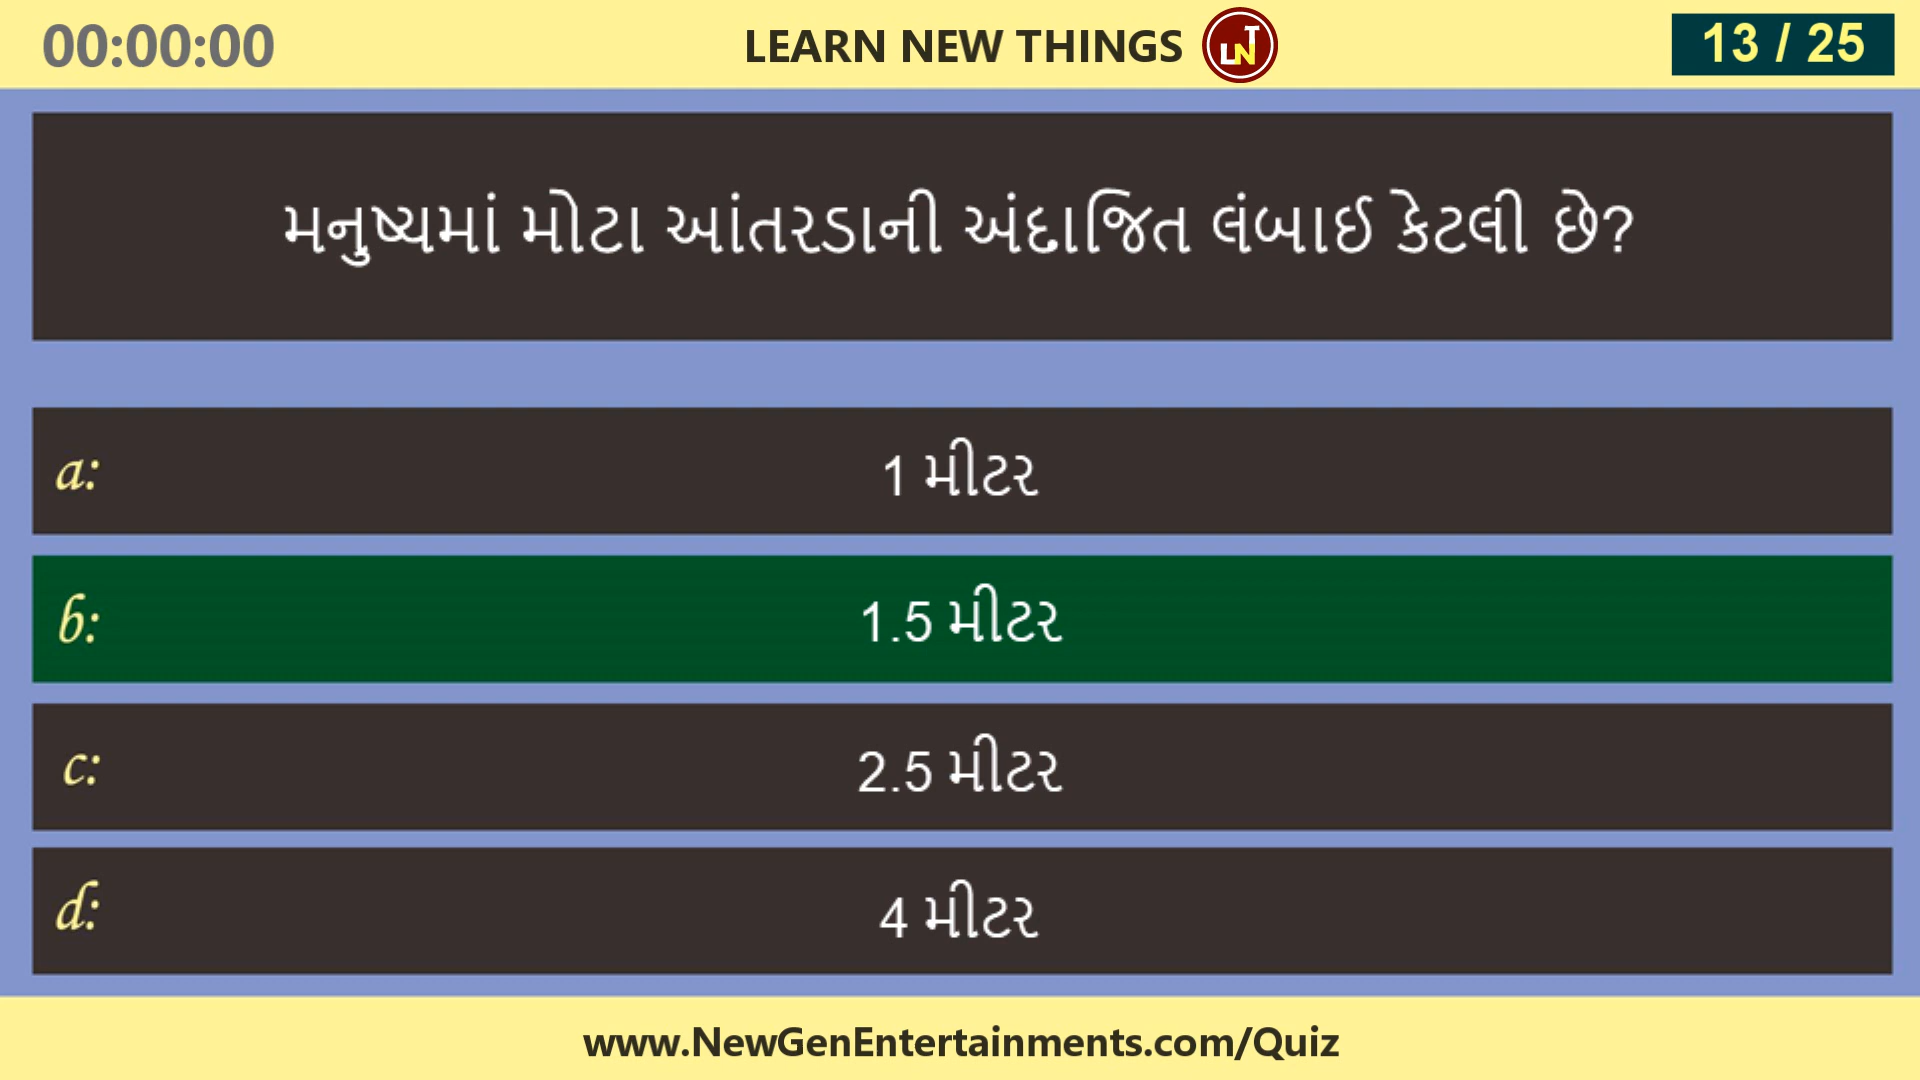 00:00:00
LEARN NEW THINGS
LNT
13 / 25
મનુષ્યમાં મોટા આંતરડાની અંદાજિત લંબાઈ કેટલી છે?
a: 1 મીટર
b: 1.5 મીટર
c: 2.5 મીટર
d: 4 મીટર
www.NewGenEntertainments.com/Quiz